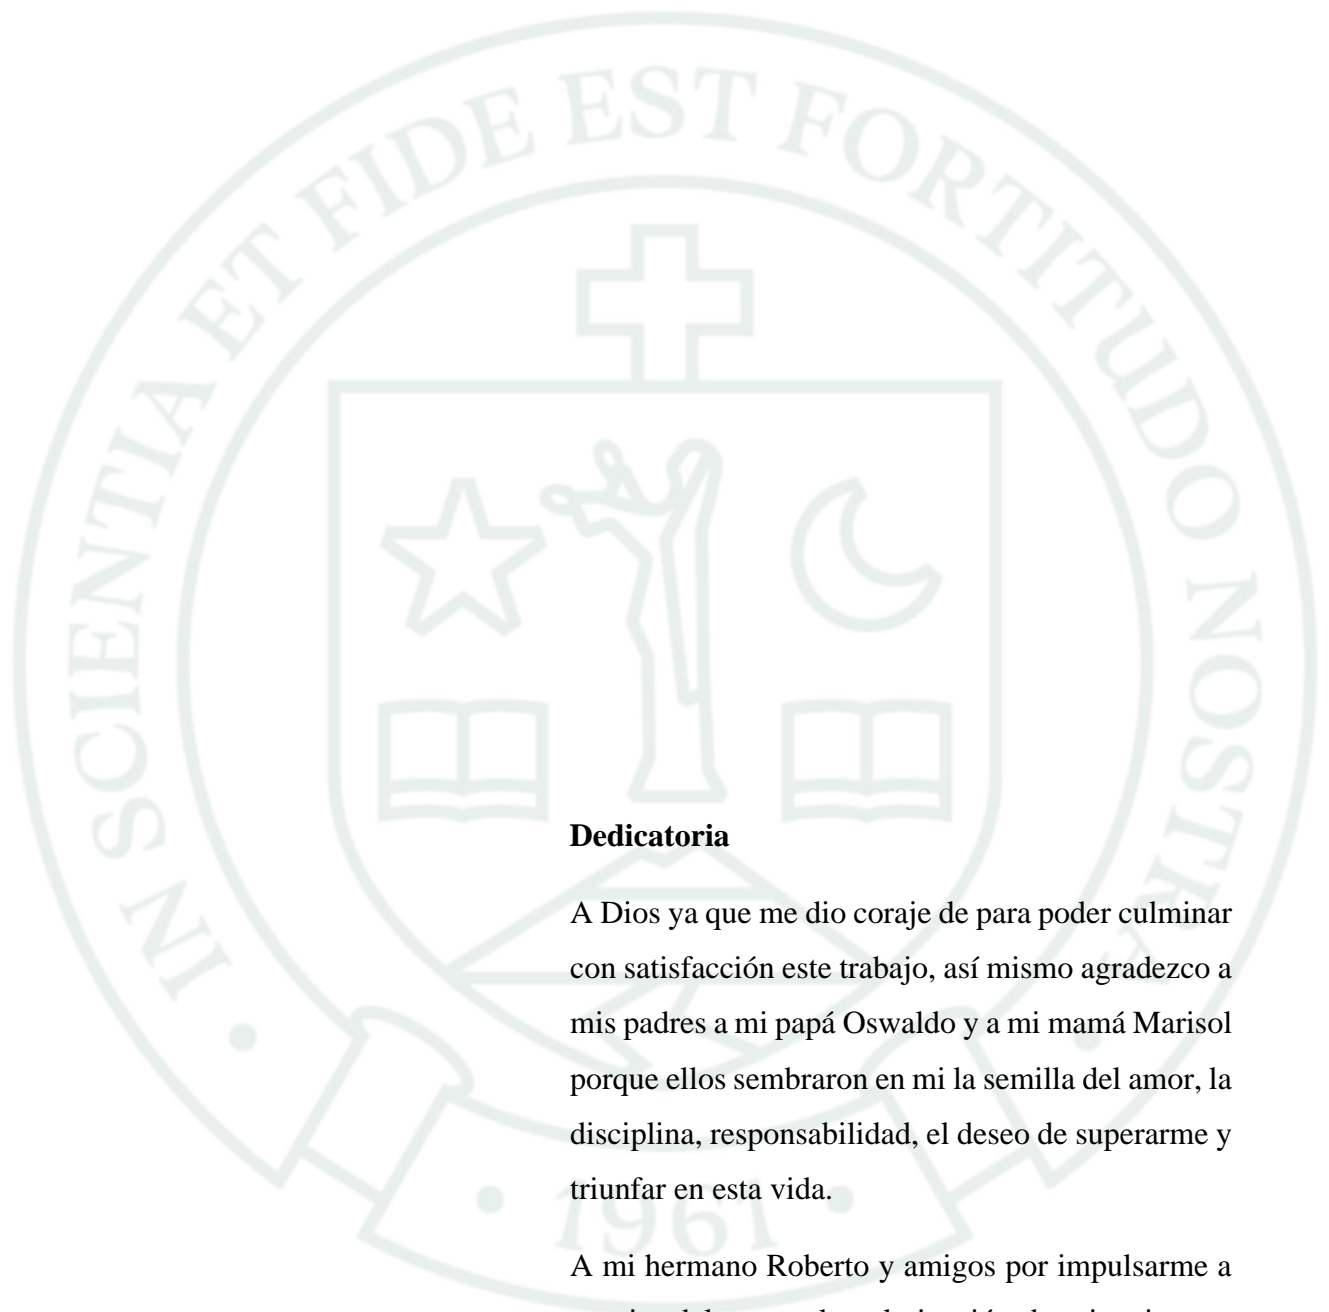 IN SCIENTIA ET FIDE EST FORTITUDO NOSTRA
Dedicatoria
A Dios ya que me dio coraje de para poder culminar
con satisfacción este trabajo, así mismo agradezco a
mis padres a mi papá Oswaldo y a mi mamá Marisol
porque ellos sembraron en mi la semilla del amor, la
disciplina, responsabilidad, el deseo de superarme y
triunfar en esta vida.
1961
A mi hermano Roberto y amigos por impulsarme a